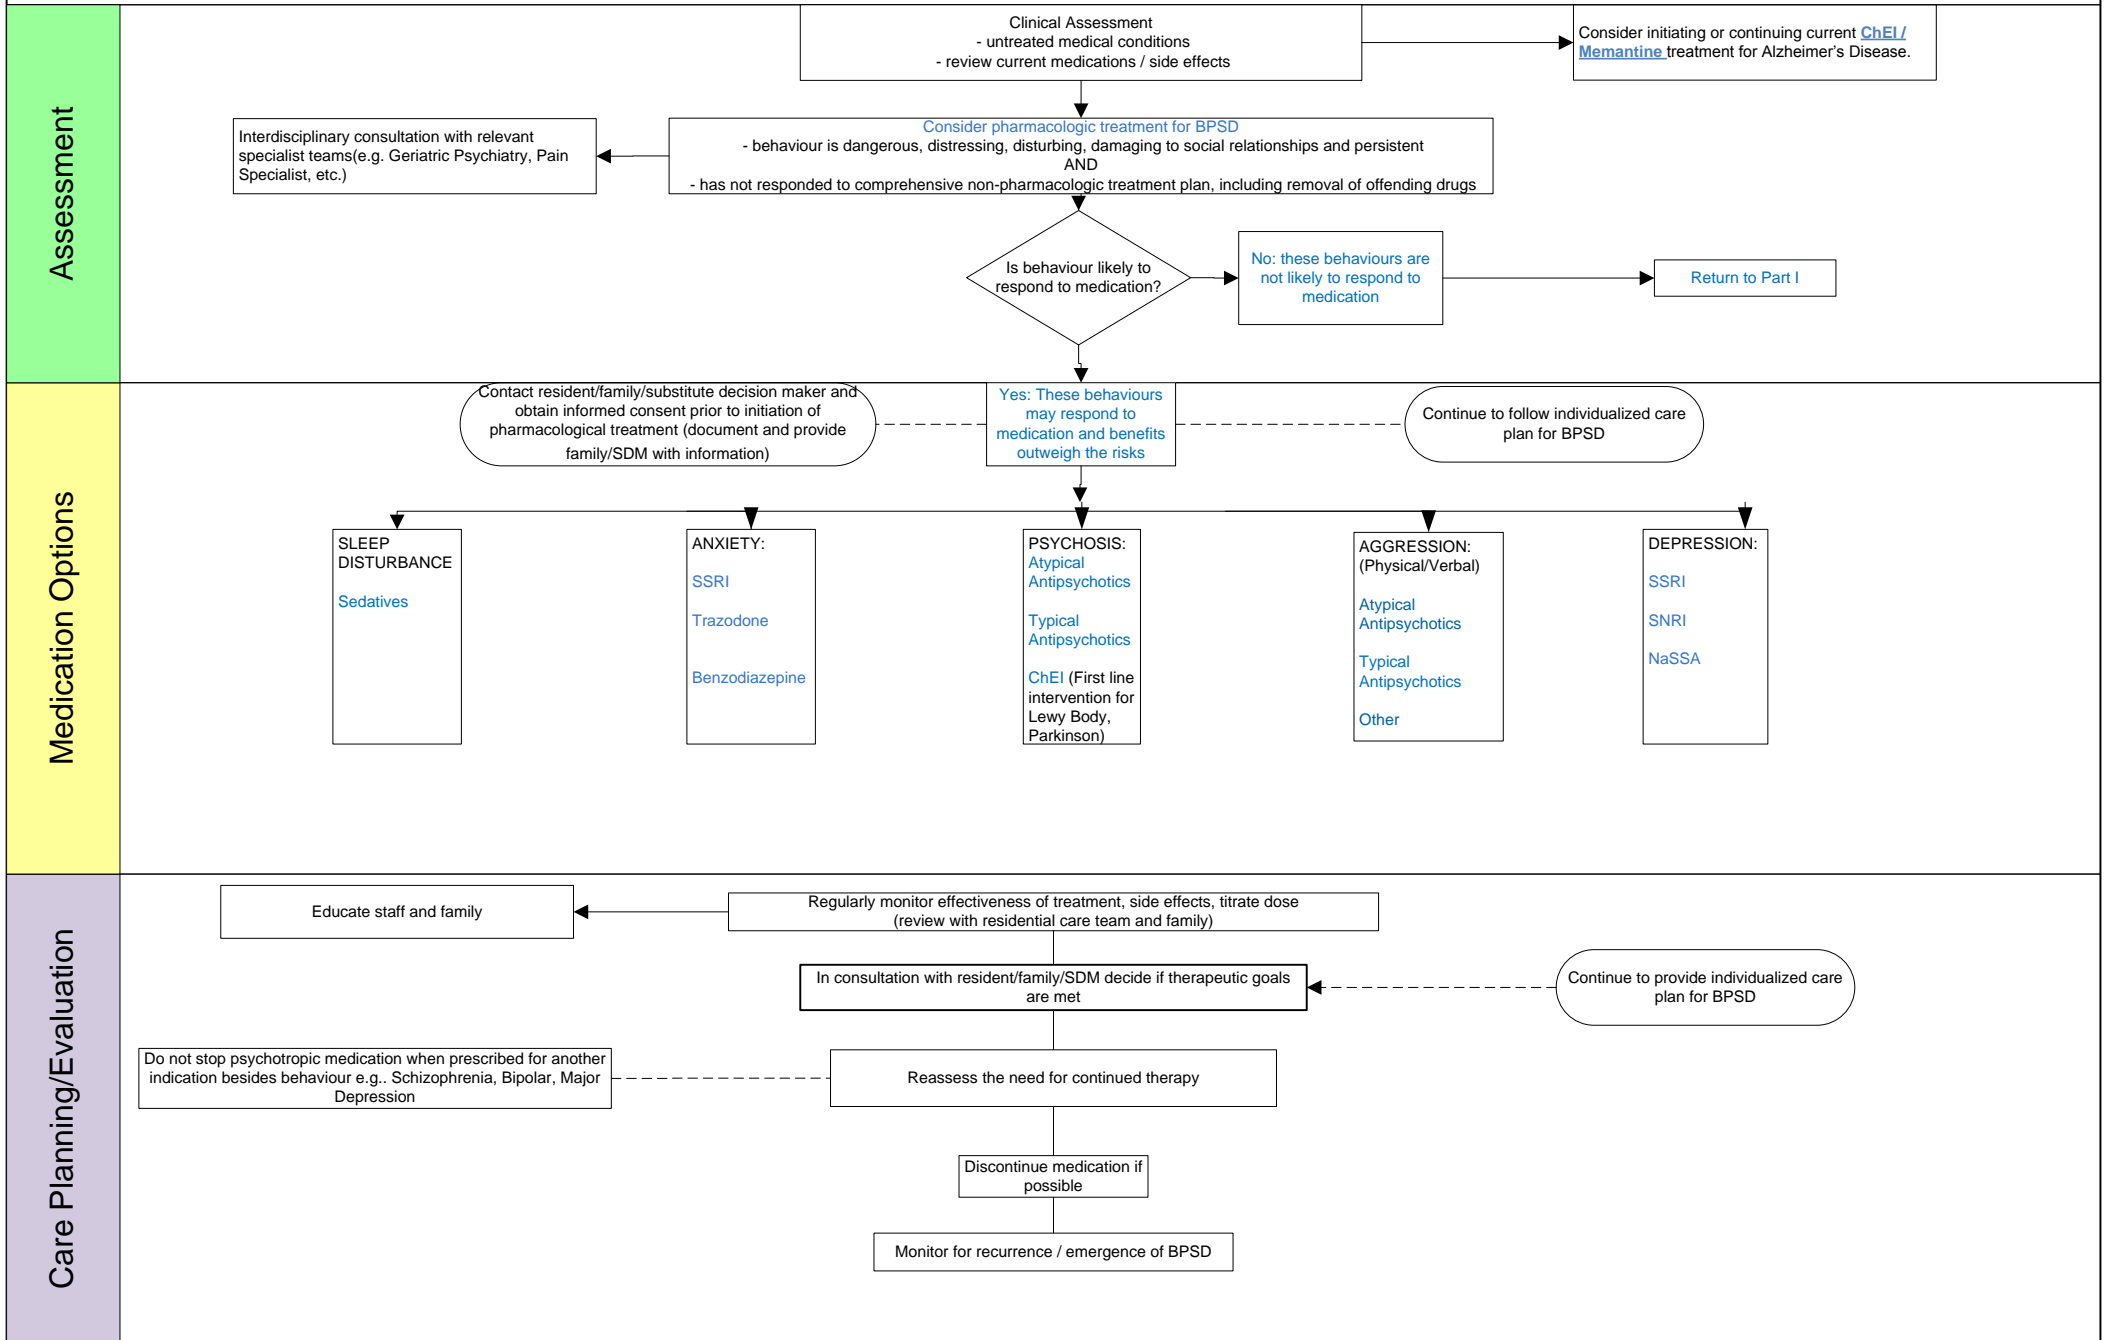 Assessment
Clinical Assessment
- untreated medical conditions
- review current medications / side effects
Consider initiating or continuing current ChEI /
Memantine treatment for Alzheimer's Disease.
Interdisciplinary consultation with relevant
specialist teams(e.g. Geriatric Psychiatry, Pain
Specialist, etc.)
Consider pharmacologic treatment for BPSD
- behaviour is dangerous, distressing, disturbing, damaging to social relationships and persistent
AND
- has not responded to comprehensive non-pharmacologic treatment plan, including removal of offending drugs
Is behaviour likely to
respond to medication?
No: these behaviours are
not likely to respond to
medication
Return to Part I
Medication Options
Contact resident/family/substitute decision maker and
obtain informed consent prior to initiation of
pharmacological treatment (document and provide
family/SDM with information)
Yes: These behaviours
may respond to
medication and benefits
outweigh the risks
Continue to follow individualized care
plan for BPSD
SLEEP
DISTURBANCE
Sedatives
ANXIETY:
SSRI
Trazodone
Benzodiazepine
PSYCHOSIS:
Atypical
Antipsychotics
Typical
Antipsychotics
ChEI (First line
intervention for
Lewy Body,
Parkinson)
AGGRESSION:
(Physical/Verbal)
Atypical
Antipsychotics
Typical
Antipsychotics
Other
DEPRESSION:
SSRI
SNRI
NaSSA
Care Planning/Evaluation
Educate staff and family
Regularly monitor effectiveness of treatment, side effects, titrate dose
(review with residential care team and family)
In consultation with resident/family/SDM decide if therapeutic goals
are met
Continue to provide individualized care
plan for BPSD
Do not stop psychotropic medication when prescribed for another
indication besides behaviour e.g.. Schizophrenia, Bipolar, Major
Depression
Reassess the need for continued therapy
Discontinue medication if
possible
Monitor for recurrence / emergence of BPSD